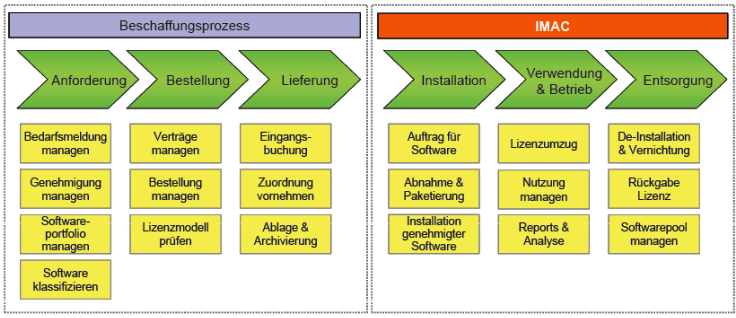 Beschaffungsprozess
IMAC
Anforderung
Bestellung
Lieferung
Installation
Verwendung
& Betrieb
Entsorgung
Bedarfsmeldung
managen
Genehmigung
managen
Software-
portfolio
managen
Software
klassifizieren
Verträge
managen
Bestellung
managen
Lizenzmodell
prüfen
Eingangs-
buchung
Zuordnung
vornehmen
Ablage &
Archivierung
Auftrag für
Software
Abnahme &
Paketierung
Installation
genehmigter
Software
Lizenzumzug
Nutzung
managen
Reports &
Analyse
De-Installation
& Vernichtung
Rückgabe
Lizenz
Softwarepool
managen